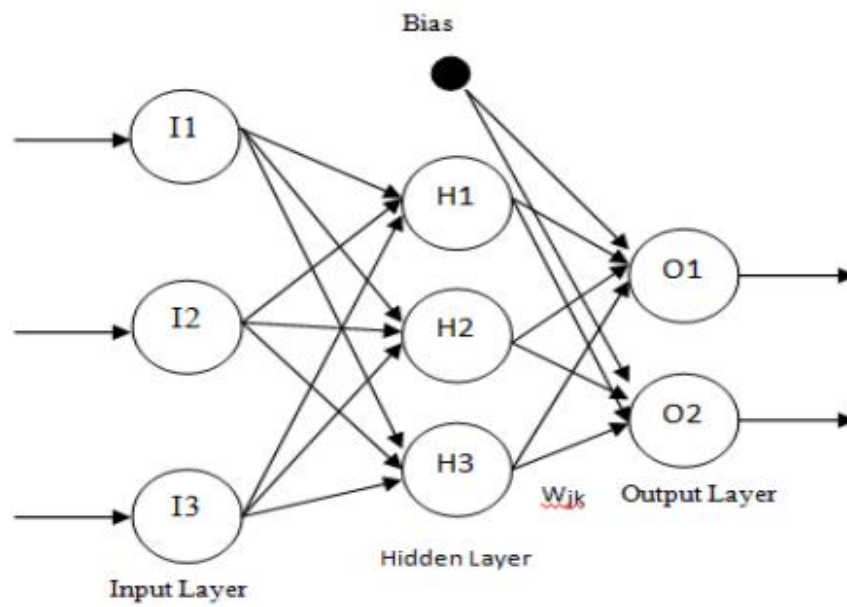 Bias
I1
H1
I2
H2
O1
O2
H3
I3
Wjk
Output Layer
Hidden Layer
Input Layer